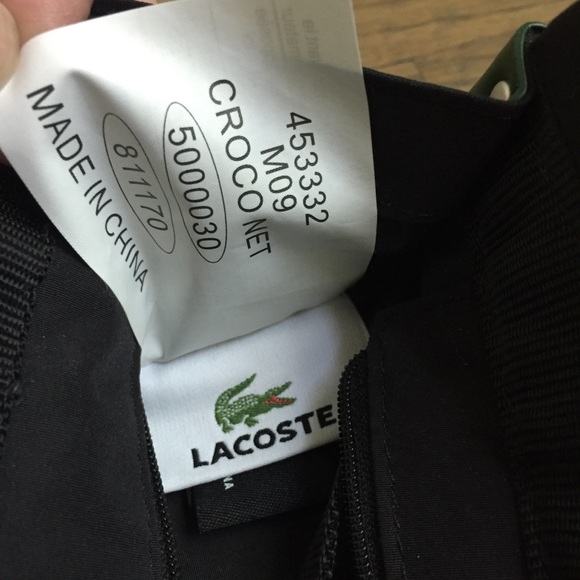 453332
M09
CROCO NET
5000030
811170
MADE IN CHINA
LACOSTE